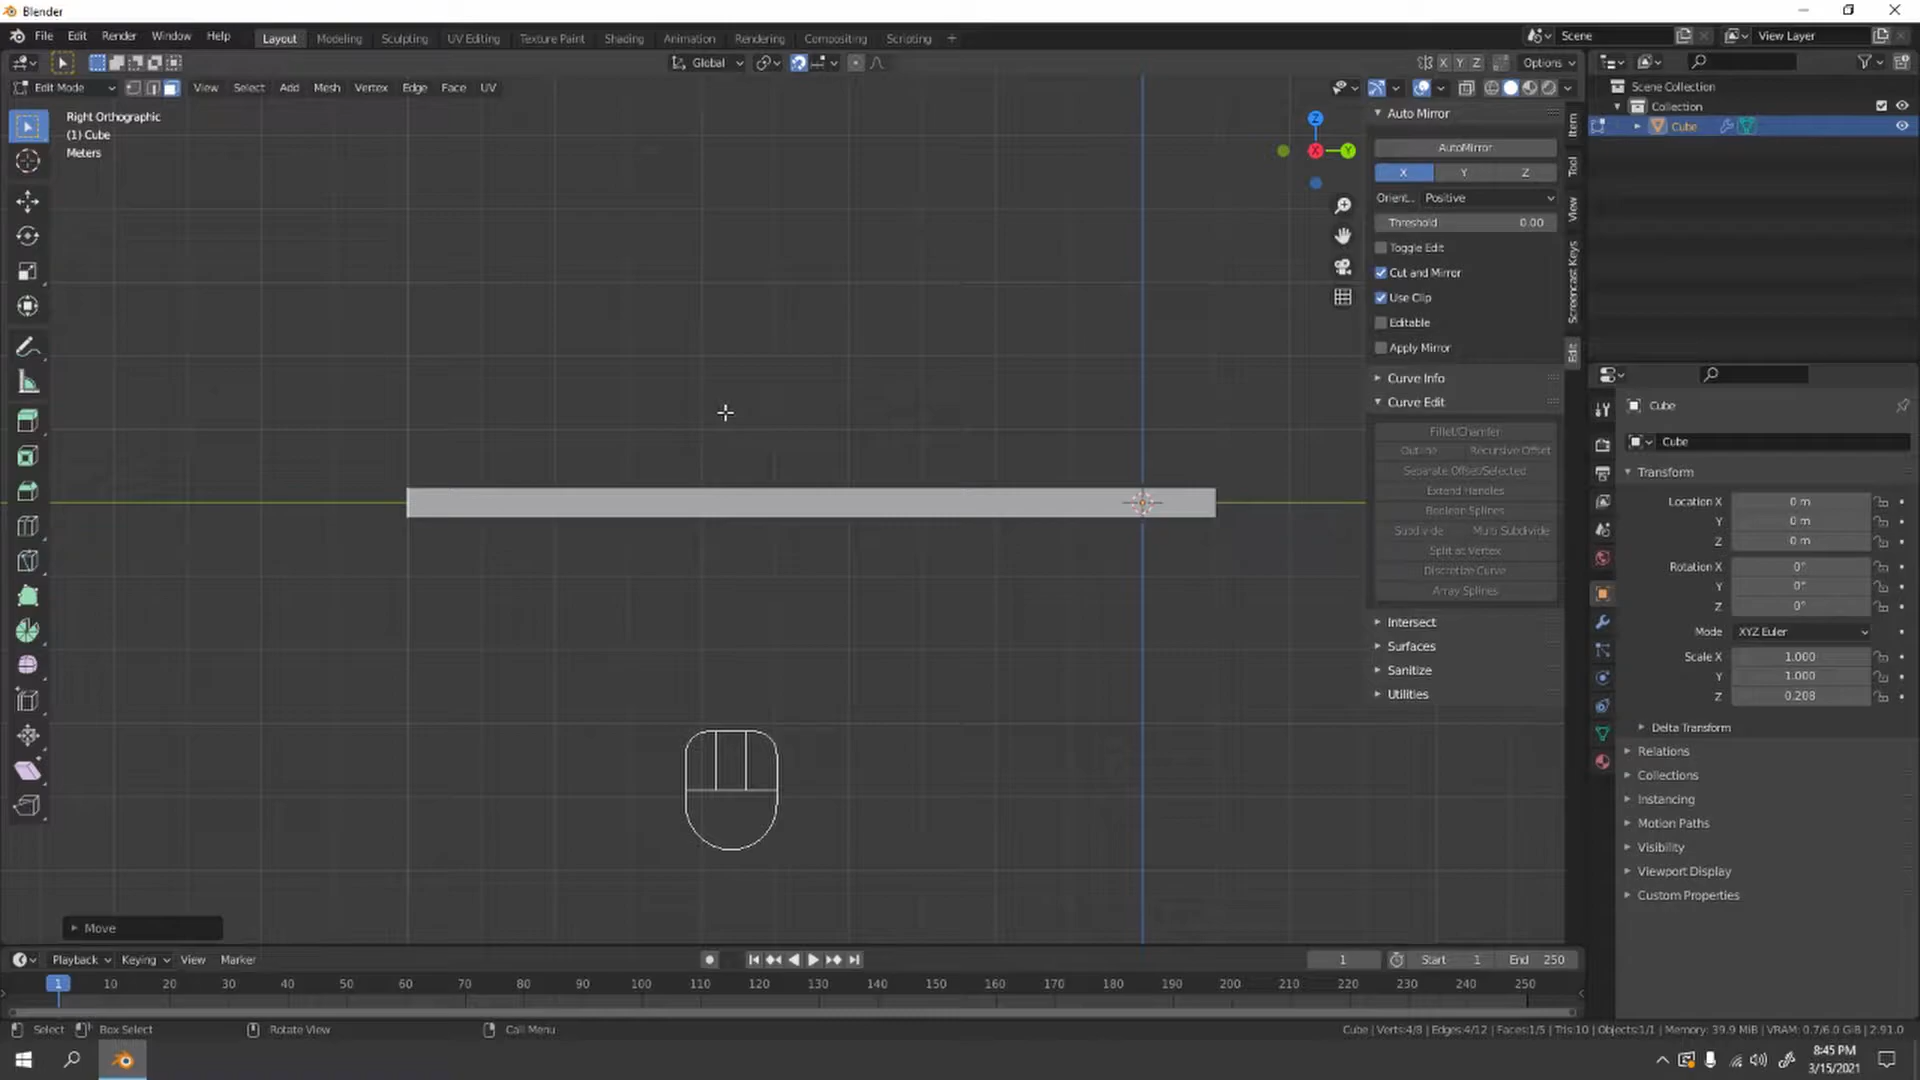 Blender
File Edit Render Window Help Layout Modeling Sculpting UV Editing Texture Paint Shading Animation Rendering Compositing Scripting + Scene View Layer
Global X Y Z Options
Edit Mode View Select Add Mesh Vertex Edge Face UV
Right Orthographic
(1) Cube
Meters
Z
X
Y
Auto Mirror
AutoMirror
X Y Z
Orient.. Positive
Threshold 0.00
Toggle Edit
Cut and Mirror
Use Clip
Editable
Apply Mirror
Curve Info
Curve Edit
Fillet/Chamfer
Outline Recursive Offset
Separate Offset/Selected
Extend Handles
Boolean Splines
Subdivide Multi Subdivide
Split at Vertex
Discretize Curve
Array Splines
Intersect
Surfaces
Sanitize
Utilities
Item
Tool
View
Screencast Keys
Edit
Scene Collection
Collection
Cube
Cube
Cube
Transform
Location X 0 m
Y 0 m
Z 0 m
Rotation X 0°
Y 0°
Z 0°
Mode XYZ Euler
Scale X 1.000
Y 1.000
Z 0.208
Delta Transform
Relations
Collections
Instancing
Motion Paths
Visibility
Viewport Display
Custom Properties
Move
Playback Keying View Marker 1 Start 1 End 250
1 10 20 30 40 50 60 70 80 90 100 110 120 130 140 150 160 170 180 190 200 210 220 230 240 250
Select Box Select Rotate View Call Menu Cube | Verts:4/8 | Edges:4/12 | Faces:1/5 | Tris:10 | Objects:1/1 | Memory: 39.9 MiB | VRAM: 0.7/6.0 GiB | 2.91.0
8:45 PM
3/15/2021